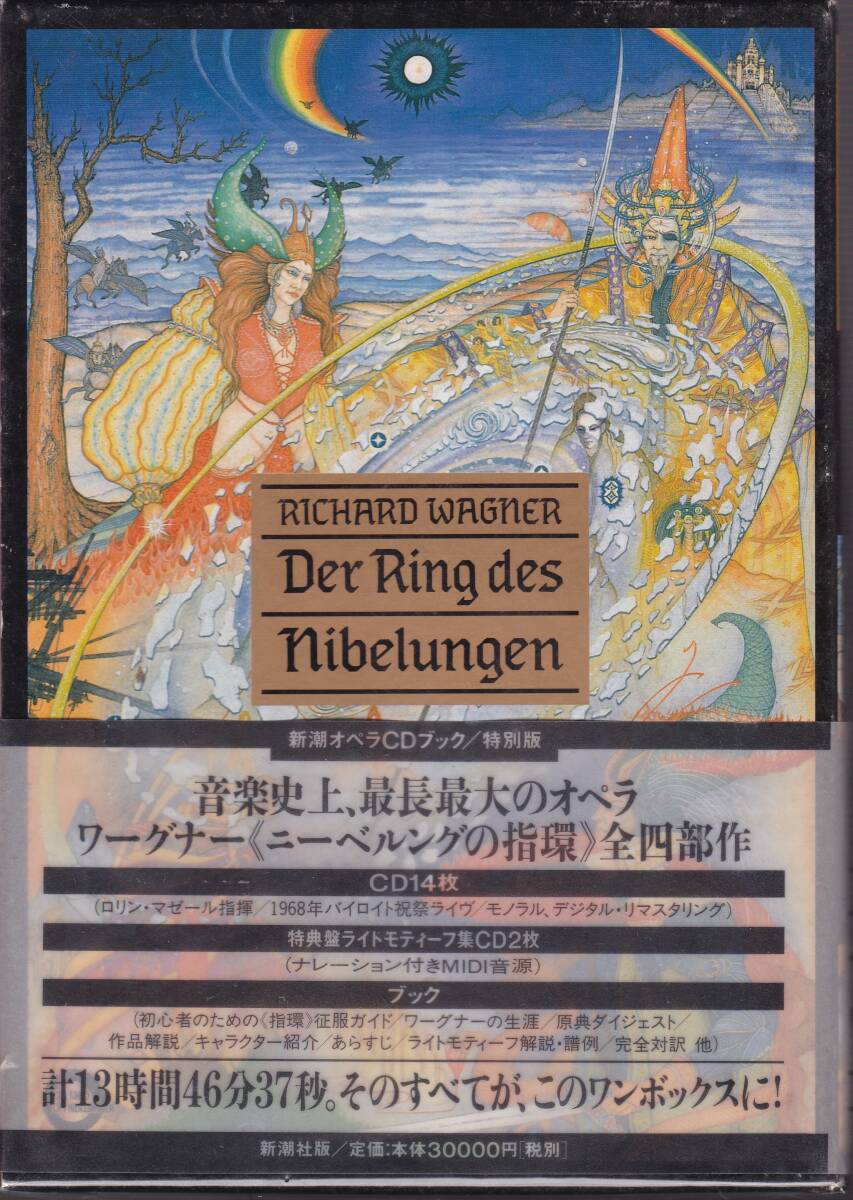 RICHARD WAGNER
Der Ring des
Nibelungen
新潮オペラCDブック／特別版
音楽史上、最長最大のオペラ
ワーグナー《ニーベルングの指環》全四部作
CD14枚
(ロリン・マゼール指揮／1968年バイロイト祝祭ライヴ／モノラル、デジタル・リマスタリング)
特典盤ライトモティーフ集CD2枚
(ナレーション付きMIDI音源)
ブック
(初心者のための《指環》征服ガイド／ワーグナーの生涯／原典ダイジェスト／
作品解説／キャラクター紹介／あらすじ／ライトモティーフ解説・譜例／完全対訳 他)
計13時間46分37秒。そのすべてが、このワンボックスに！
新潮社版／定価：本体30000円[税別]